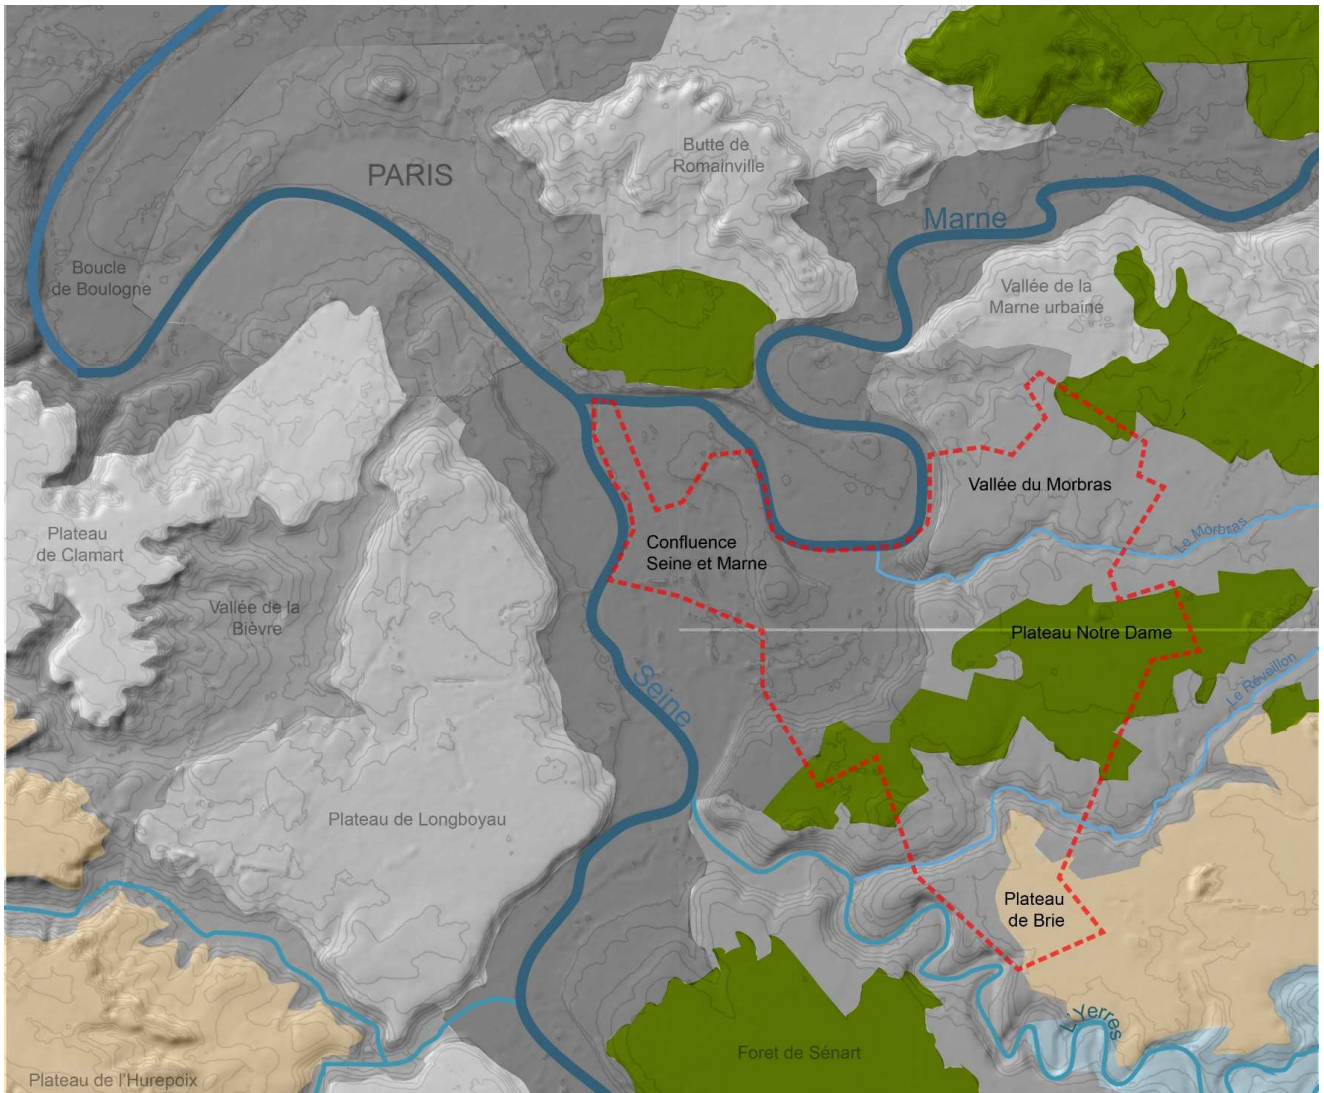 Butte de
Romainville
PARIS
Marne
Boucle
de Boulogne
Vallée de la
Marne urbaine
Vallée du Morbras
Plateau
de Clamart
Confluence
Seine et Marne
Le Morbras
Vallée de la
Bièvre
Plateau Notre Dame
Seine
Le Réveillon
Plateau de Longboyau
Plateau
de Brie
L'Yerres
Foret de Sénart
Plateau de l'Hurepoix